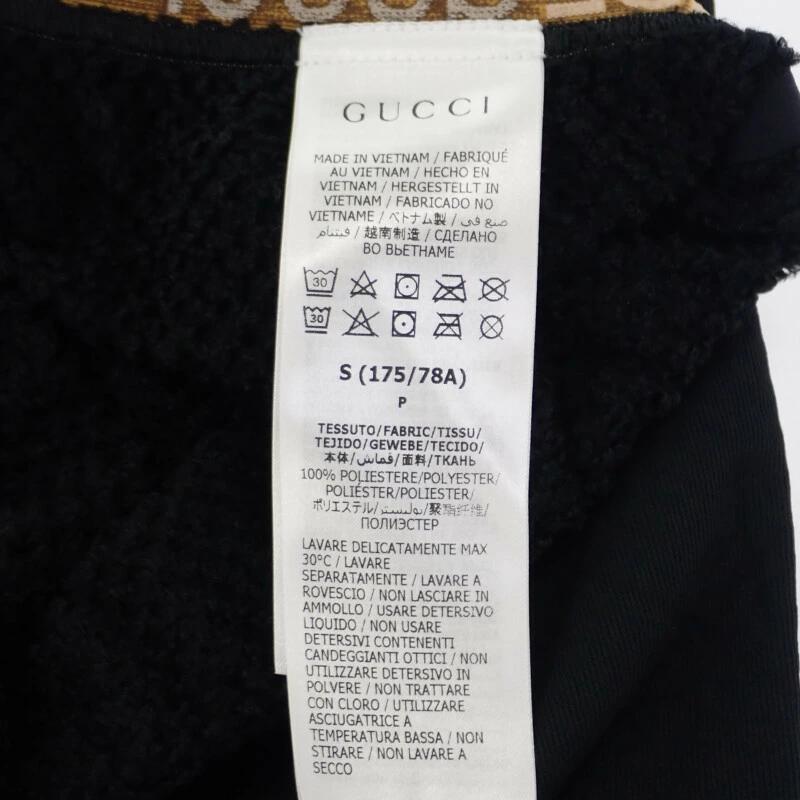 GUCCI
MADE IN VIETNAM / FABRIQUÉ
AU VIETNAM / HECHO EN
VIETNAM / HERGESTELLT IN
VIETNAM / FABRICADO NO
VIETNAME / ベトナム製 / صنع في
فيتنام / 越南制造 / СДЕЛАНО
ВО ВЬЕТНАМЕ
30
30
S (175/78A)
P
TESSUTO/FABRIC/TISSU/
TEJIDO/GEWEBE/TECIDO/
本体/قماش/面料/ТКАНЬ
100% POLIESTERE/POLYESTER/
POLIÉSTER/POLIESTER/
ポリエステル/بوليستر/聚酯纤维/
ПОЛИЭСТЕР
LAVARE DELICATAMENTE MAX
30°C / LAVARE
SEPARATAMENTE / LAVARE A
ROVESCIO / NON LASCIARE IN
AMMOLLO / USARE DETERSIVO
LIQUIDO / NON USARE
DETERSIVI CONTENENTI
CANDEGGIANTI OTTICI / NON
UTILIZZARE DETERSIVO IN
POLVERE / NON TRATTARE
CON CLORO / UTILIZZARE
ASCIUGATRICE A
TEMPERATURA BASSA / NON
STIRARE / NON LAVARE A
SECCO